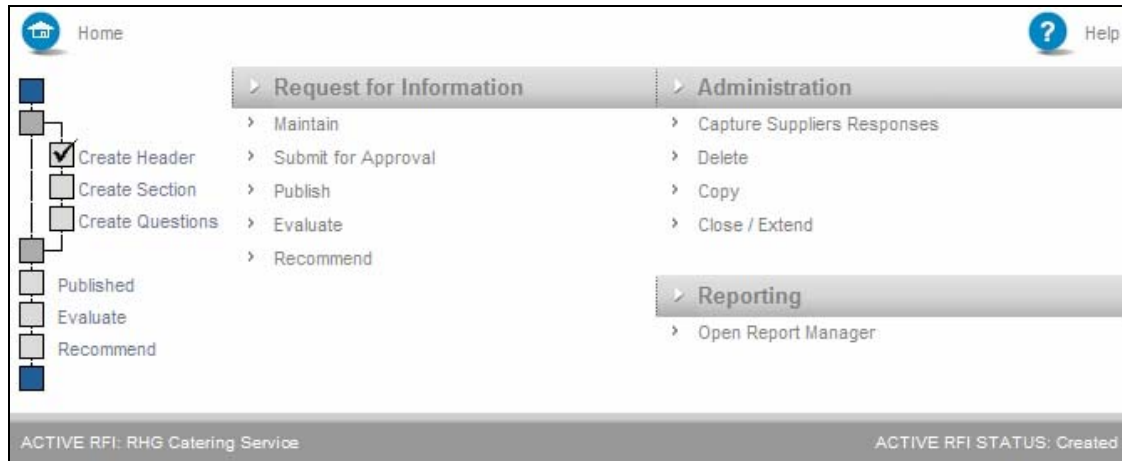 Home
Help
Create Header
Create Section
Create Questions
Published
Evaluate
Recommend
Request for Information
Maintain
Submit for Approval
Publish
Evaluate
Recommend
Administration
Capture Suppliers Responses
Delete
Copy
Close / Extend
Reporting
Open Report Manager
ACTIVE RFI: RHG Catering Service
ACTIVE RFI STATUS: Created